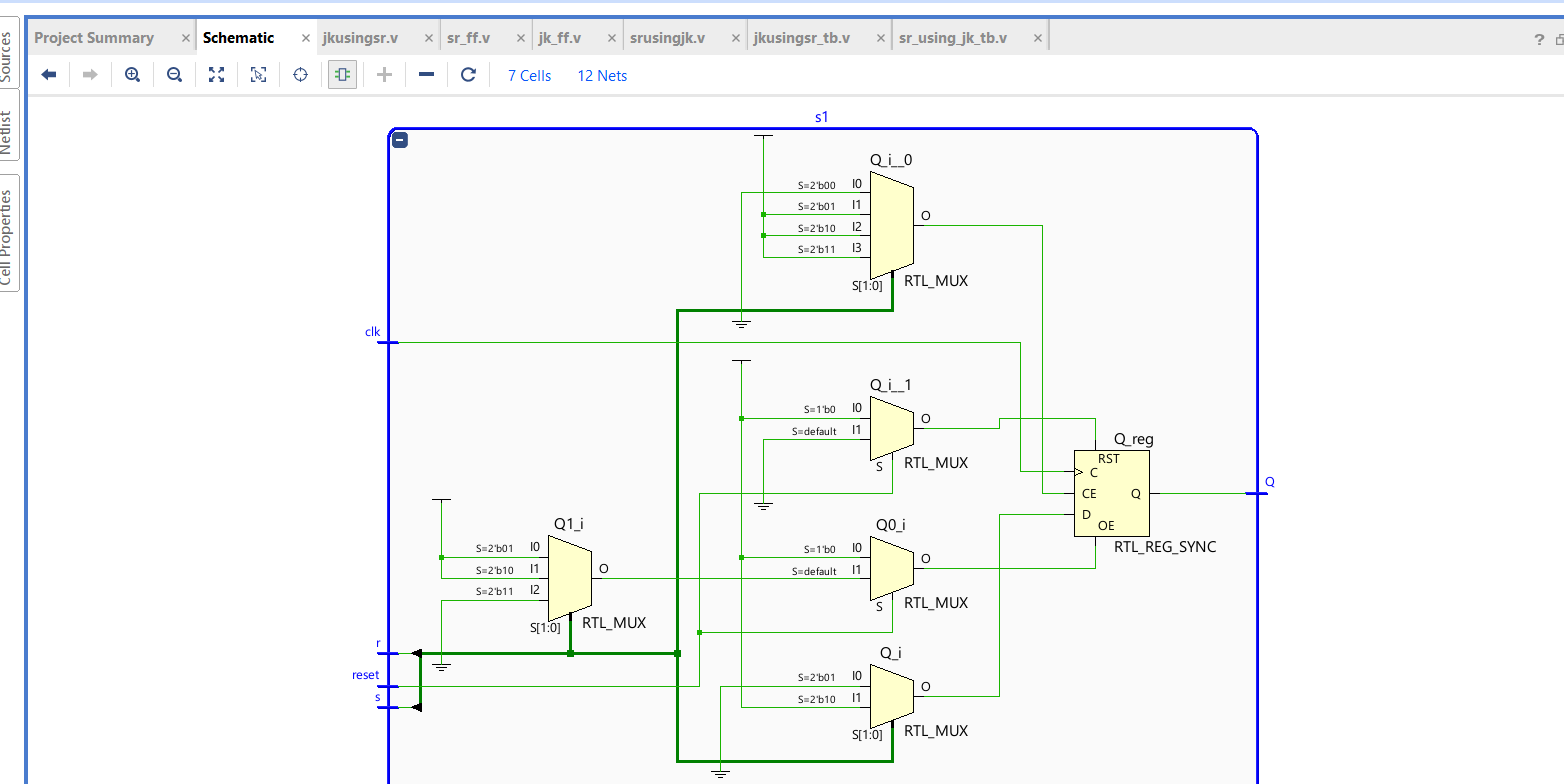 Sources
Netlist
Cell Properties
Project Summary × Schematic × jkusingsr.v × sr_ff.v × jk_ff.v × srusingjk.v × jkusingsr_tb.v × sr_using_jk_tb.v ×
?
7 Cells 12 Nets
s1
Q_i__0
S=2'b00 I0
S=2'b01 I1
S=2'b10 I2
S=2'b11 I3
O
S[1:0] RTL_MUX
clk
Q_i__1
S=1'b0 I0
S=default I1
O
S RTL_MUX
Q_reg
RST
C
CE Q
D
OE
RTL_REG_SYNC
Q
Q1_i
S=2'b01 I0
S=2'b10 I1
S=2'b11 I2
O
S[1:0] RTL_MUX
Q0_i
S=1'b0 I0
S=default I1
O
S RTL_MUX
r
reset
s
Q_i
S=2'b01 I0
S=2'b10 I1
O
S[1:0] RTL_MUX